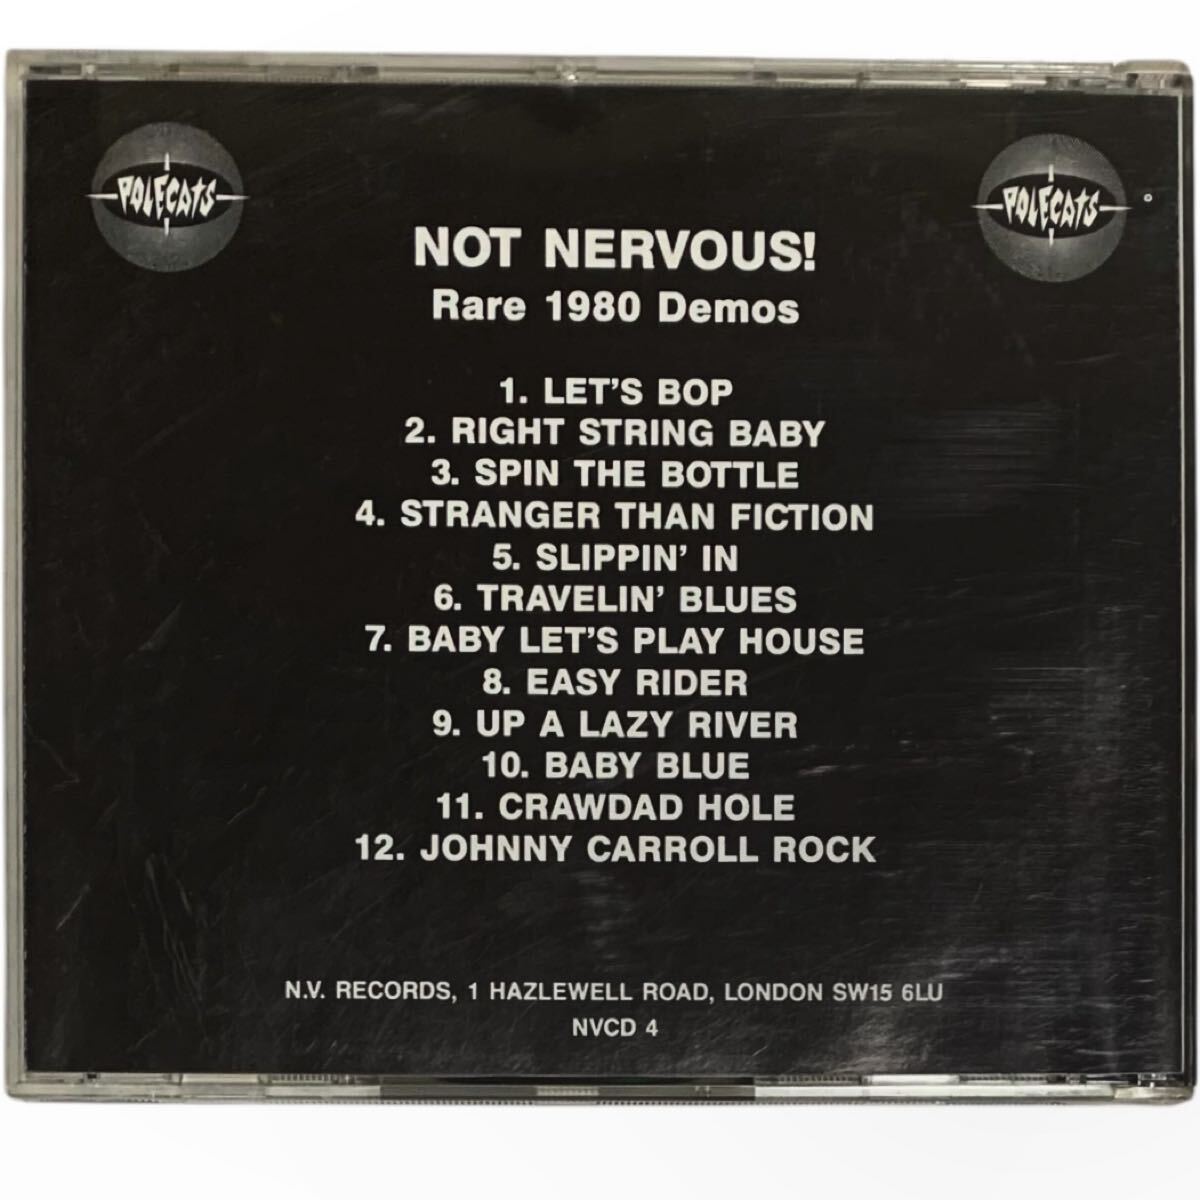 POLECATS
POLECATS
NOT NERVOUS!
Rare 1980 Demos
1. LET'S BOP
2. RIGHT STRING BABY
3. SPIN THE BOTTLE
4. STRANGER THAN FICTION
5. SLIPPIN' IN
6. TRAVELIN' BLUES
7. BABY LET'S PLAY HOUSE
8. EASY RIDER
9. UP A LAZY RIVER
10. BABY BLUE
11. CRAWDAD HOLE
12. JOHNNY CARROLL ROCK
N.V. RECORDS, 1 HAZLEWELL ROAD, LONDON SW15 6LU
NVCD 4